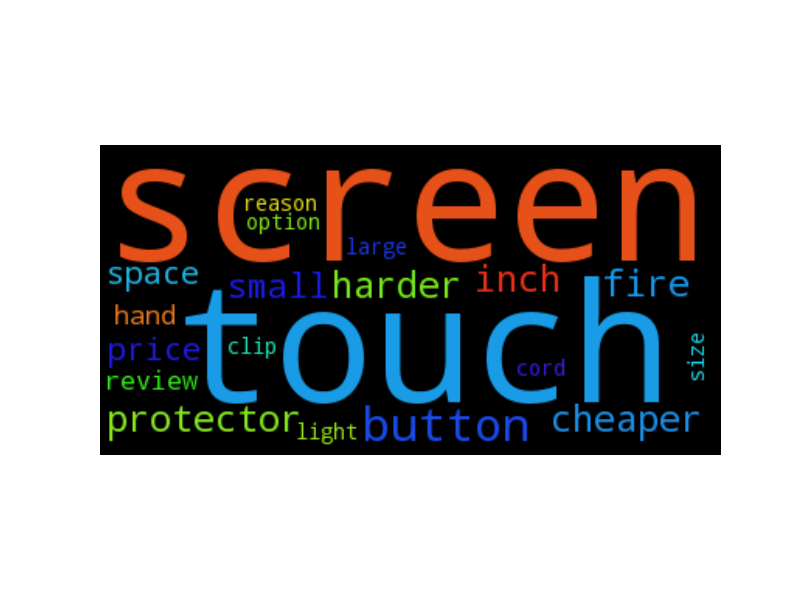 screen
reason
option
large
space
small harder inch fire
hand
touch
price
clip
cord
size
review
protector light button cheaper